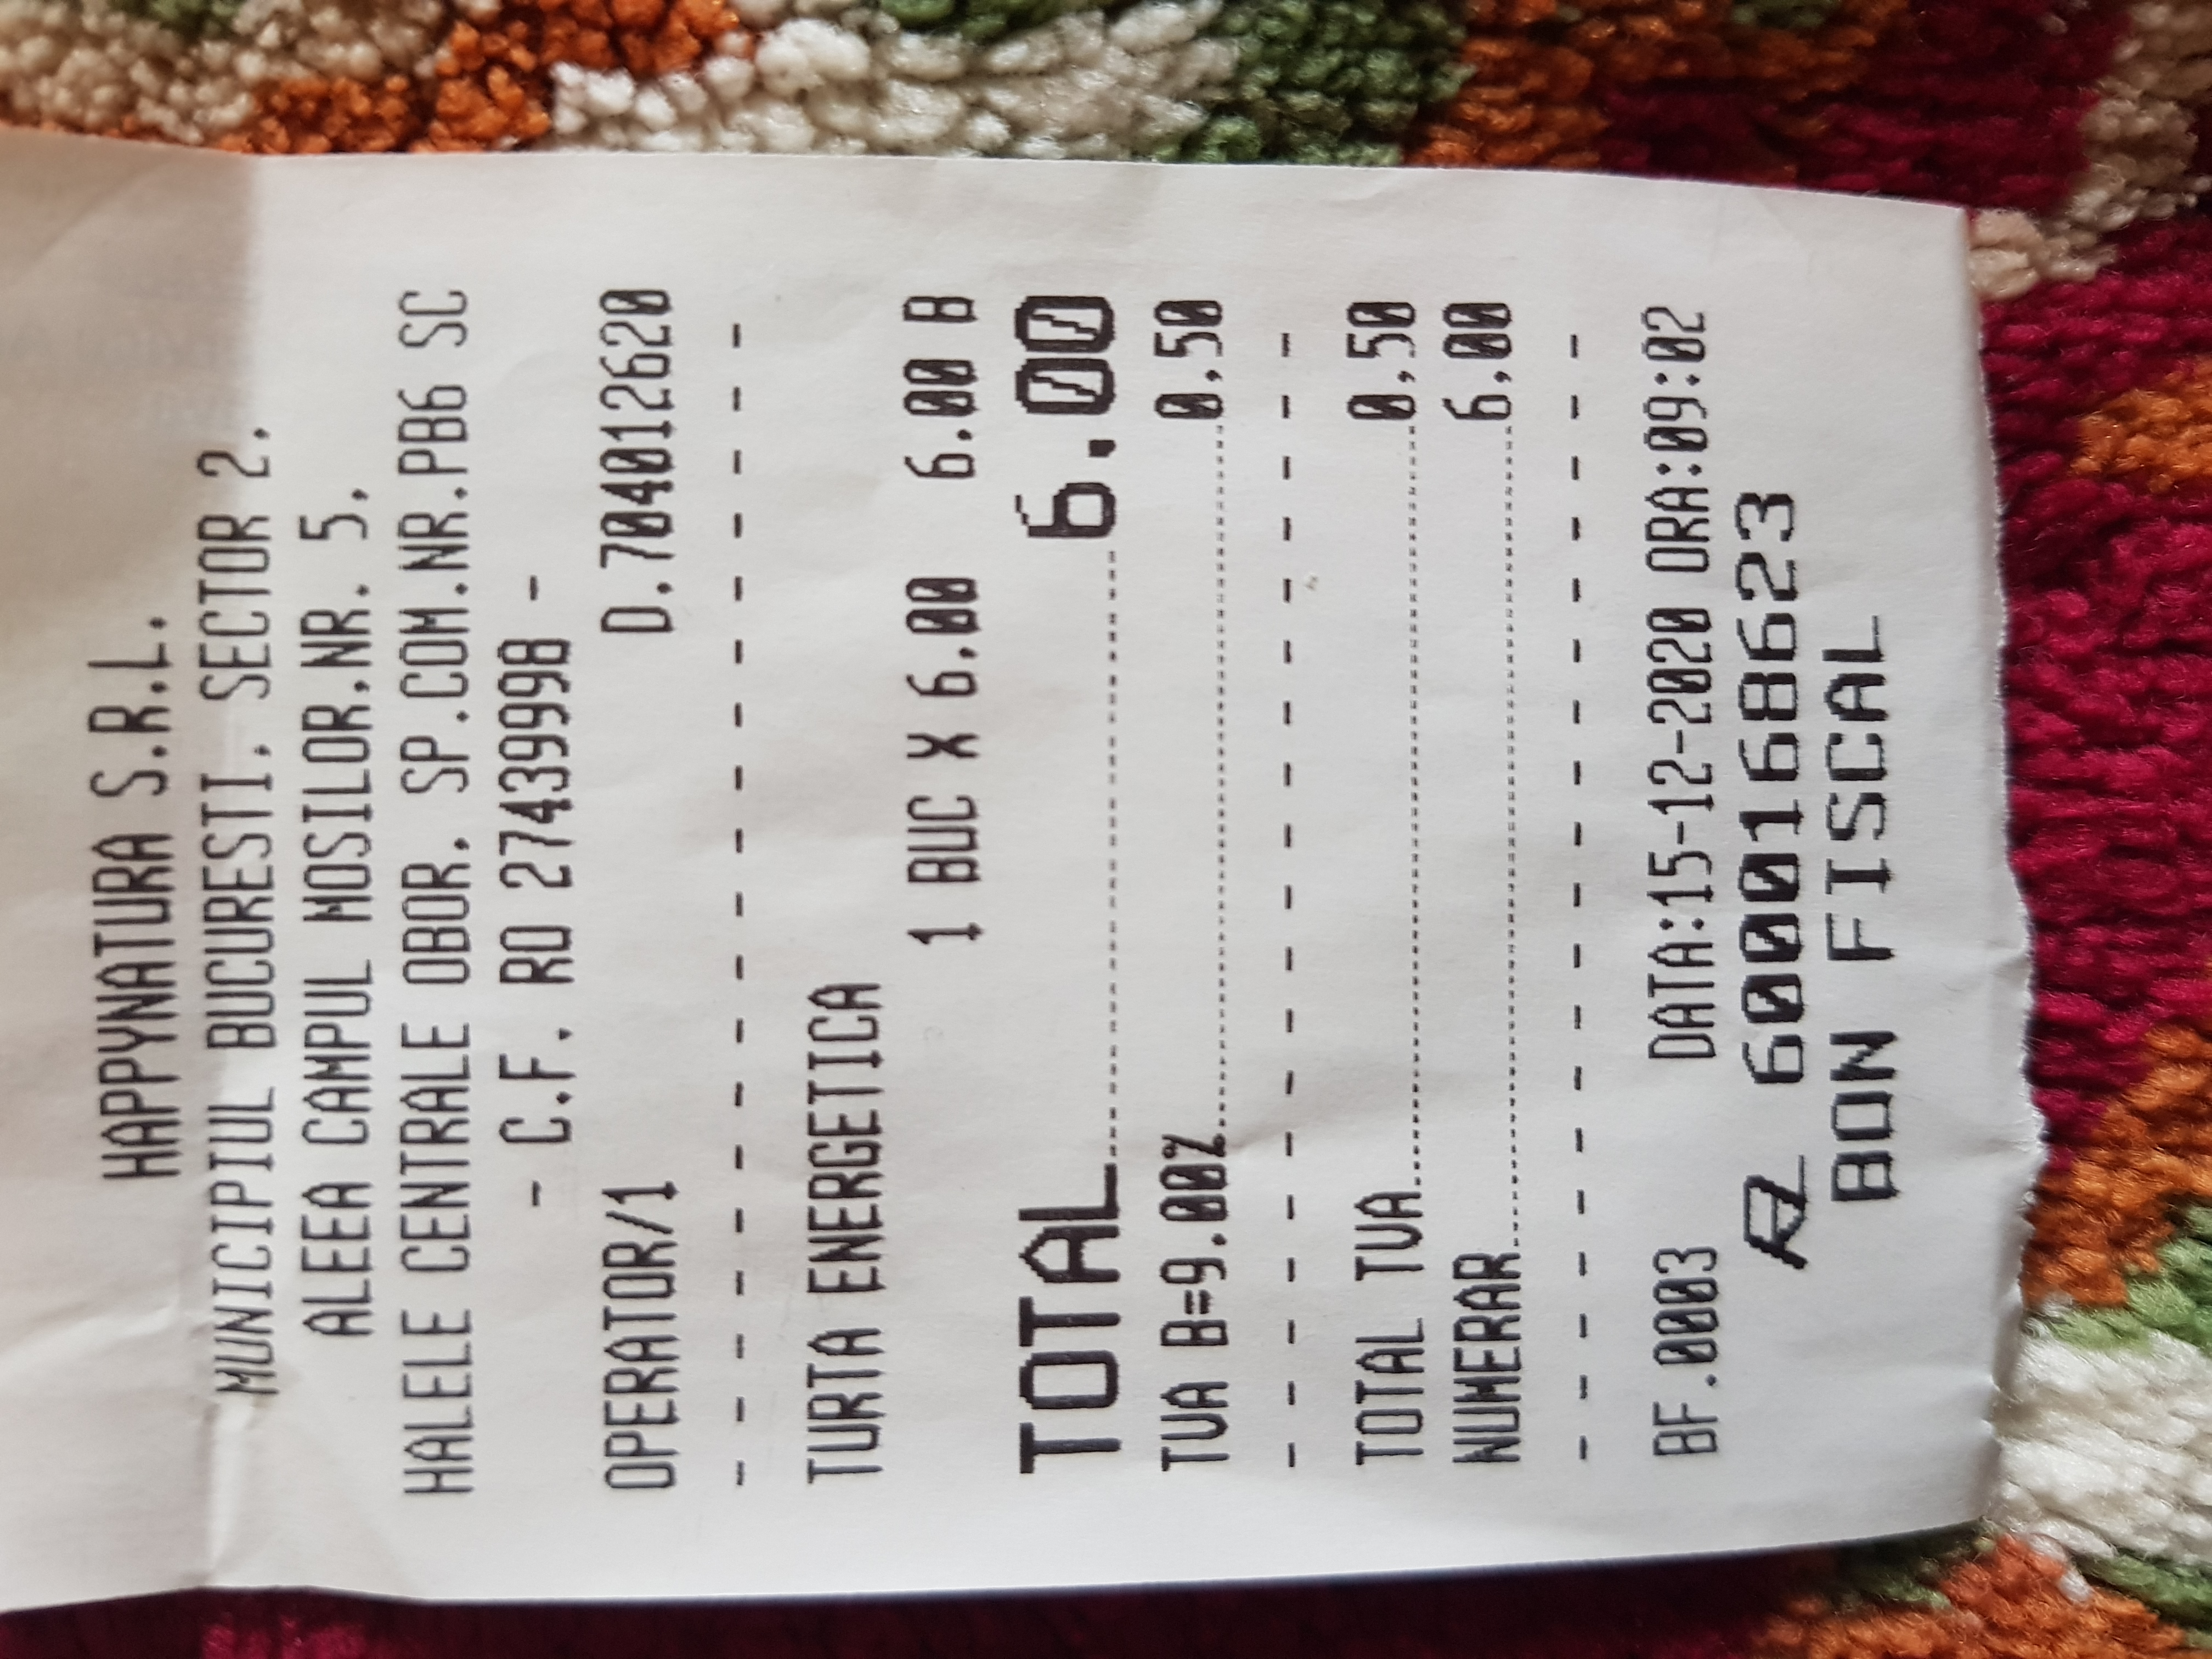 HAPPYNATURA S.R.L.
MUNICIPIUL BUCURESTI, SECTOR 2,
ALEEA CAMPUL MOSILOR,NR. 5,
HALELE CENTRALE OBOR, SP.COM.NR.PB6 SC
- C.F. RO 27439998 -
OPERATOR/1 D.704012620
- - - - - - - - - - - - - - - - - -
TURTA ENERGETICA
1 BUC X 6,00 6.00 B
TOTAL 6.00
TVA B=9.00% 0,50
- - - - - - - - - - - - - - - - - -
TOTAL TVA 0,50
NUMERAR 6,00
- - - - - - - - - - - - - - - - - -
BF.0003 DATA:15-12-2020 ORA:09:02
6000168623
BON FISCAL